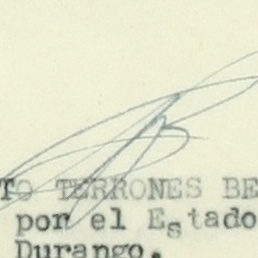 TO TERRONES BE
por el Estado
Durango.